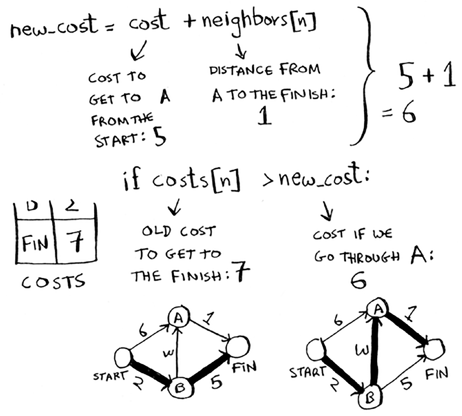 new_cost = cost + neighbors[n]
COST TO
GET TO A
FROM THE
START: 5
DISTANCE FROM
A TO THE FINISH:
1
5 + 1
= 6
if costs[n] > new_cost:
2
FIN 7
COSTS
OLD COST
TO GET TO
THE FINISH: 7
COST IF WE
GO THROUGH A:
6
A
6
1
START
2
B
5
FIN
A
6
1
START
2
B
5
FIN